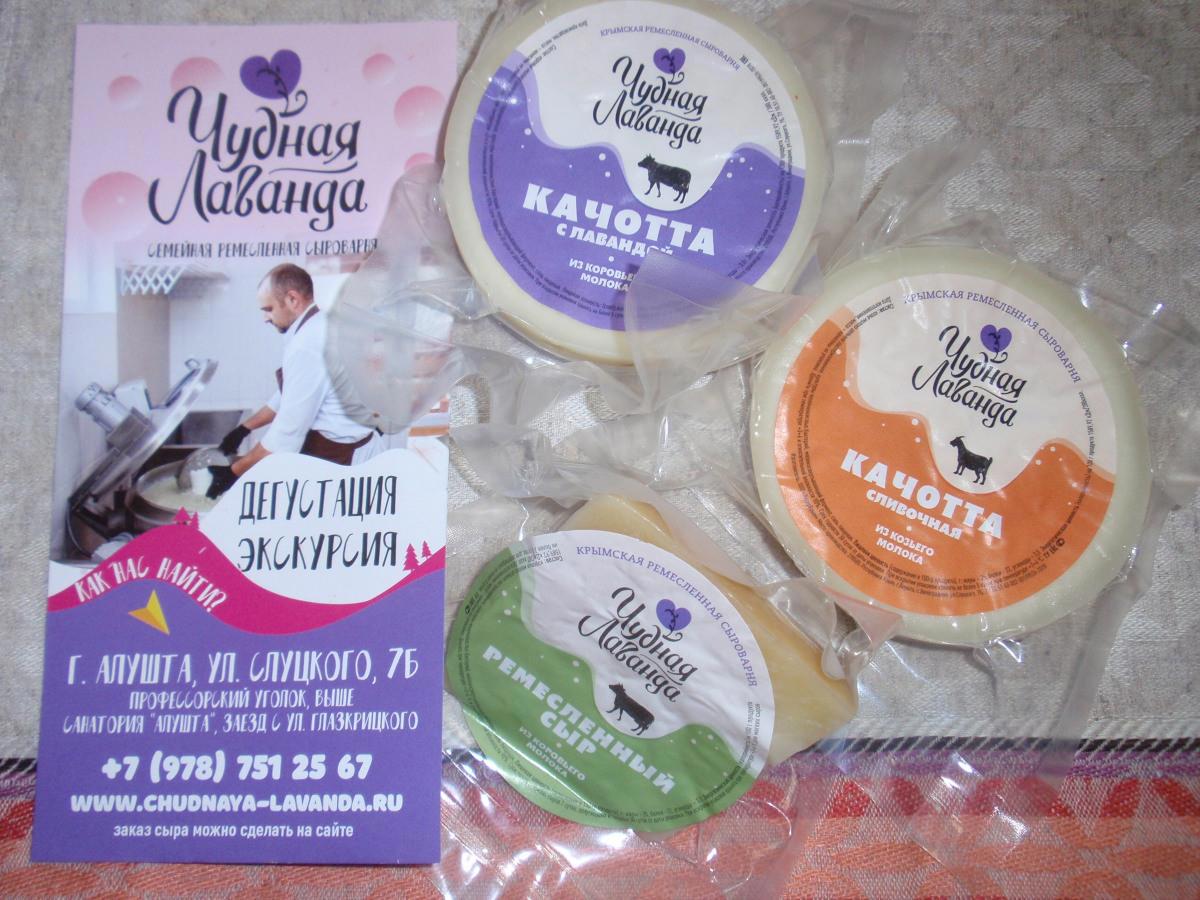 Чудная
Лаванда
СЕМЕЙНАЯ РЕМЕСЛЕННАЯ СЫРОВАРНЯ
ДЕГУСТАЦИЯ
ЭКСКУРСИЯ
КАК НАС НАЙТИ?
Г. АЛУШТА, УЛ. СЛУЦКОГО, 7Б
ПРОФЕССОРСКИЙ УГОЛОК, ВЫШЕ
САНАТОРИЯ "АЛУШТА", ЗАЕЗД С УЛ. ГЛАЗКРИЦКОГО
+7 (978) 751 25 67
WWW.CHUDNAYA-LAVANDA.RU
заказ сыра можно сделать на сайте
КРЫМСКАЯ РЕМЕСЛЕННАЯ СЫРОВАРНЯ
Чудная
Лаванда
КАЧОТТА
С ЛАВАНДОЙ
ИЗ КОРОВЬЕГО
МОЛОКА
КРЫМСКАЯ РЕМЕСЛЕННАЯ СЫРОВАРНЯ
Чудная
Лаванда
КАЧОТТА
СЛИВОЧНАЯ
ИЗ КОЗЬЕГО
МОЛОКА
КРЫМСКАЯ РЕМЕСЛЕННАЯ СЫРОВАРНЯ
Чудная
Лаванда
РЕМЕСЛЕННЫЙ
СЫР
ИЗ КОРОВЬЕГО
МОЛОКА